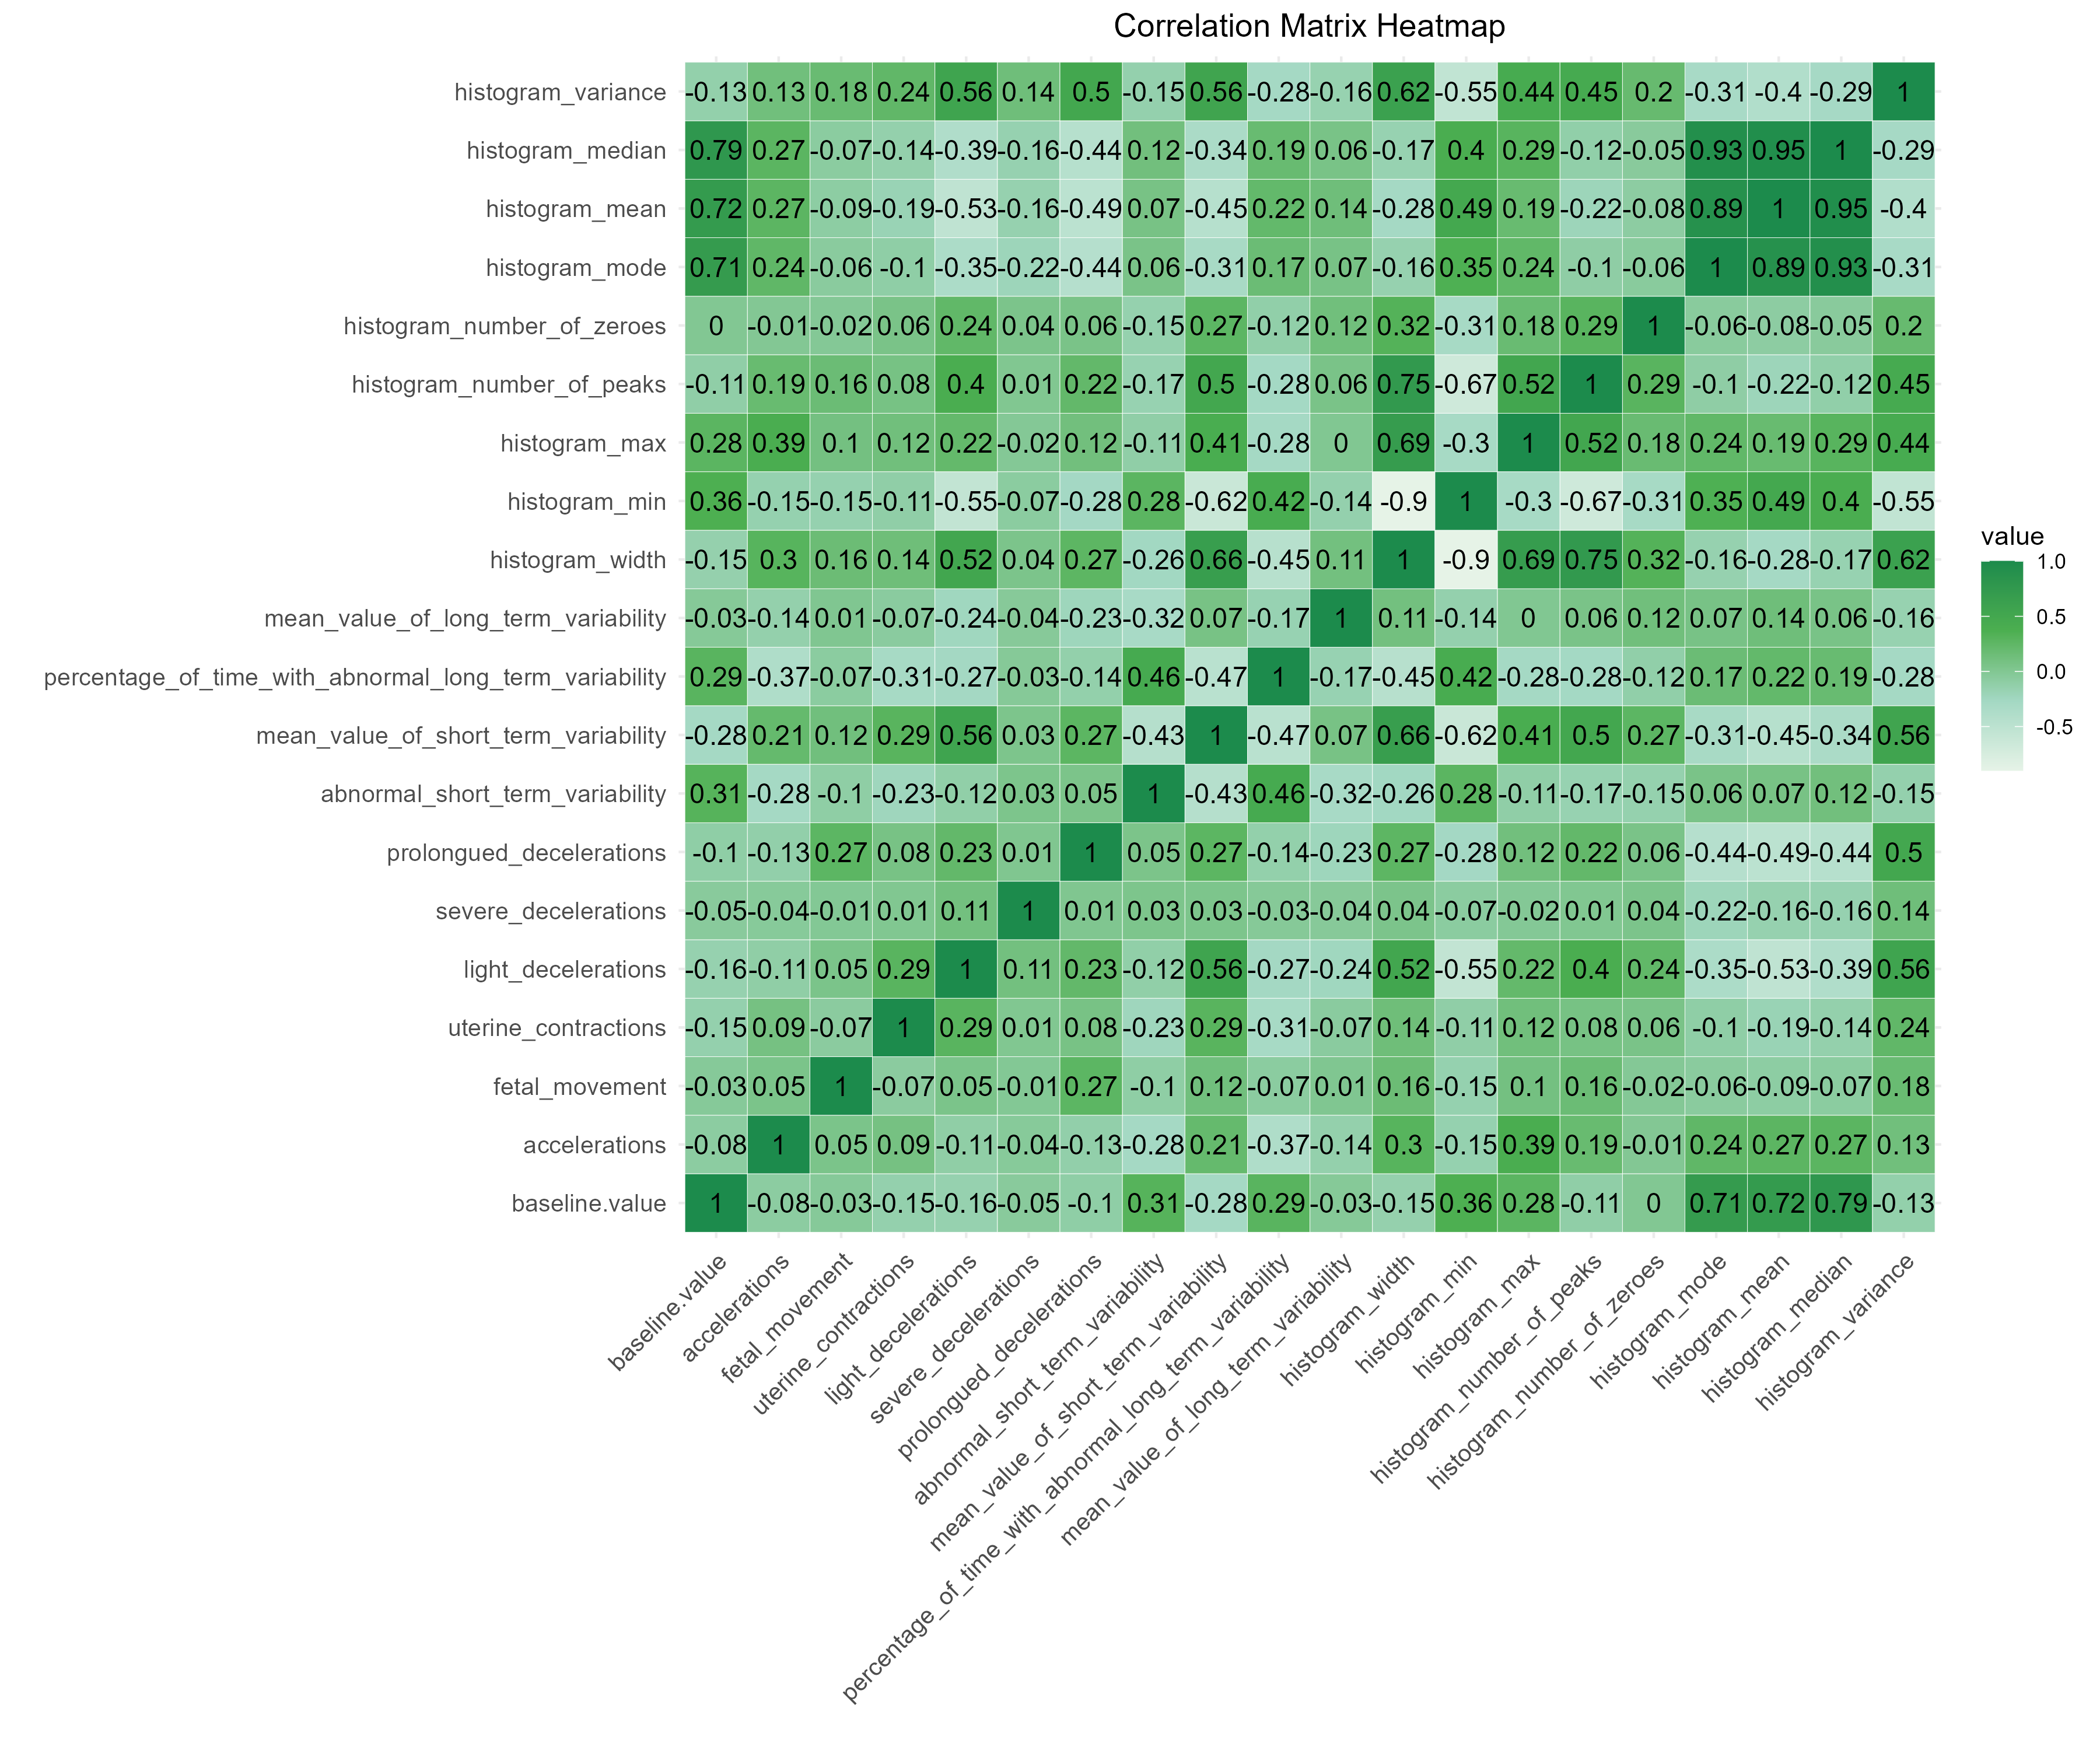 Correlation Matrix Heatmap
histogram_variance -0.13 0.13 0.18 0.24 0.56 0.14 0.5 -0.15 0.56 -0.28 -0.16 0.62 -0.55 0.44 0.45 0.2 -0.31 -0.4 -0.29 1
histogram_median 0.79 0.27 -0.07 -0.14 -0.39 -0.16 -0.44 0.12 -0.34 0.19 0.06 -0.17 0.4 0.29 -0.12 -0.05 0.93 0.95 1 -0.29
histogram_mean 0.72 0.27 -0.09 -0.19 -0.53 -0.16 -0.49 0.07 -0.45 0.22 0.14 -0.28 0.49 0.19 -0.22 -0.08 0.89 1 0.95 -0.4
histogram_mode 0.71 0.24 -0.06 -0.1 -0.35 -0.22 -0.44 0.06 -0.31 0.17 0.07 -0.16 0.35 0.24 -0.1 -0.06 1 0.89 0.93 -0.31
histogram_number_of_zeroes 0 -0.01 -0.02 0.06 0.24 0.04 0.06 -0.15 0.27 -0.12 0.12 0.32 -0.31 0.18 0.29 1 -0.06 -0.08 -0.05 0.2
histogram_number_of_peaks -0.11 0.19 0.16 0.08 0.4 0.01 0.22 -0.17 0.5 -0.28 0.06 0.75 -0.67 0.52 1 0.29 -0.1 -0.22 -0.12 0.45
histogram_max 0.28 0.39 0.1 0.12 0.22 -0.02 0.12 -0.11 0.41 -0.28 0 0.69 -0.3 1 0.52 0.18 0.24 0.19 0.29 0.44
histogram_min 0.36 -0.15 -0.15 -0.11 -0.55 -0.07 -0.28 0.28 -0.62 0.42 -0.14 -0.9 1 -0.3 -0.67 -0.31 0.35 0.49 0.4 -0.55
histogram_width -0.15 0.3 0.16 0.14 0.52 0.04 0.27 -0.26 0.66 -0.45 0.11 1 -0.9 0.69 0.75 0.32 -0.16 -0.28 -0.17 0.62
mean_value_of_long_term_variability -0.03 -0.14 0.01 -0.07 -0.24 -0.04 -0.23 -0.32 0.07 -0.17 1 0.11 -0.14 0 0.06 0.12 0.07 0.14 0.06 -0.16
percentage_of_time_with_abnormal_long_term_variability 0.29 -0.37 -0.07 -0.31 -0.27 -0.03 -0.14 0.46 -0.47 1 -0.17 -0.45 0.42 -0.28 -0.28 -0.12 0.17 0.22 0.19 -0.28
mean_value_of_short_term_variability -0.28 0.21 0.12 0.29 0.56 0.03 0.27 -0.43 1 -0.47 0.07 0.66 -0.62 0.41 0.5 0.27 -0.31 -0.45 -0.34 0.56
abnormal_short_term_variability 0.31 -0.28 -0.1 -0.23 -0.12 0.03 0.05 1 -0.43 0.46 -0.32 -0.26 0.28 -0.11 -0.17 -0.15 0.06 0.07 0.12 -0.15
prolongued_decelerations -0.1 -0.13 0.27 0.08 0.23 0.01 1 0.05 0.27 -0.14 -0.23 0.27 -0.28 0.12 0.22 0.06 -0.44 -0.49 -0.44 0.5
severe_decelerations -0.05 -0.04 -0.01 0.01 0.11 1 0.01 0.03 0.03 -0.03 -0.04 0.04 -0.07 -0.02 0.01 0.04 -0.22 -0.16 -0.16 0.14
light_decelerations -0.16 -0.11 0.05 0.29 1 0.11 0.23 -0.12 0.56 -0.27 -0.24 0.52 -0.55 0.22 0.4 0.24 -0.35 -0.53 -0.39 0.56
uterine_contractions -0.15 0.09 -0.07 1 0.29 0.01 0.08 -0.23 0.29 -0.31 -0.07 0.14 -0.11 0.12 0.08 0.06 -0.1 -0.19 -0.14 0.24
fetal_movement -0.03 0.05 1 -0.07 0.05 -0.01 0.27 -0.1 0.12 -0.07 0.01 0.16 -0.15 0.1 0.16 -0.02 -0.06 -0.09 -0.07 0.18
accelerations -0.08 1 0.05 0.09 -0.11 -0.04 -0.13 -0.28 0.21 -0.37 -0.14 0.3 -0.15 0.39 0.19 -0.01 0.24 0.27 0.27 0.13
baseline.value 1 -0.08 -0.03 -0.15 -0.16 -0.05 -0.1 0.31 -0.28 0.29 -0.03 -0.15 0.36 0.28 -0.11 0 0.71 0.72 0.79 -0.13
baseline.value
accelerations
fetal_movement
uterine_contractions
light_decelerations
severe_decelerations
prolongued_decelerations
abnormal_short_term_variability
mean_value_of_short_term_variability
percentage_of_time_with_abnormal_long_term_variability
mean_value_of_long_term_variability
histogram_width
histogram_min
histogram_max
histogram_number_of_peaks
histogram_number_of_zeroes
histogram_mode
histogram_mean
histogram_median
histogram_variance
value
1.0
0.5
0.0
-0.5